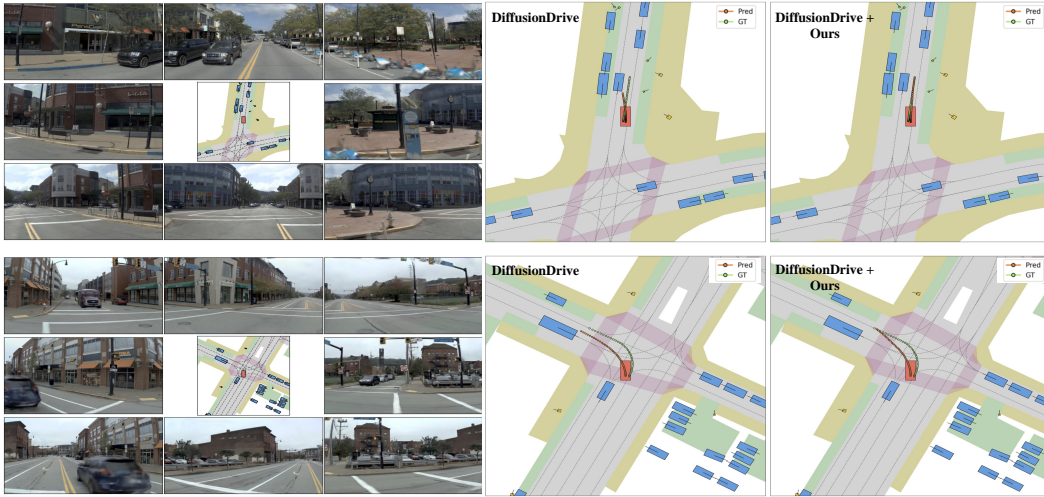 DiffusionDrive
Pred
GT
DiffusionDrive +
Ours
Pred
GT
DiffusionDrive
Pred
GT
DiffusionDrive +
Ours
Pred
GT